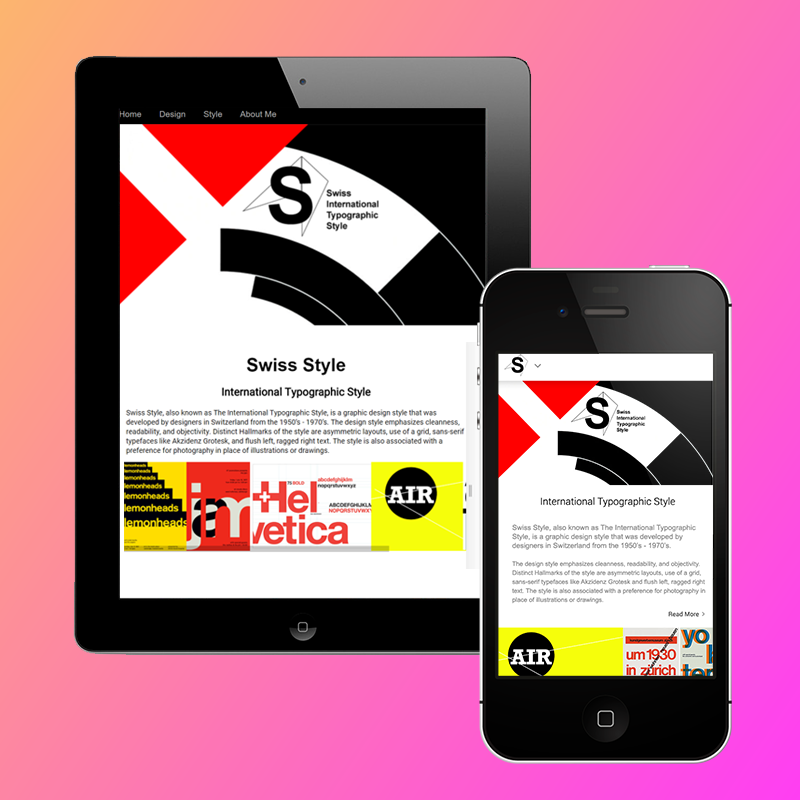 Home Design Style About Me
S
Swiss
International
Typographic
Style
Swiss Style
International Typographic Style
Swiss Style, also known as The International Typographic Style, is a graphic design style that was
developed by designers in Switzerland from the 1950's - 1970's. The design style emphasizes cleanness,
readability, and objectivity. Distinct Hallmarks of the style are asymmetric layouts, use of a grid, sans-serif
typefaces like Akzidenz Grotesk, and flush left, ragged right text. The style is also associated with a
preference for photography in place of illustrations or drawings.
lemonheads
lemonheads
lemonheads
lemonheads
lemonheads
lemonheads
jam
+Hel
vetica
abcdefghijklm
nopqrstuvwxyz
ABCDEFGHIJKLM
NOPQRSTUVWXYZ
AIR
S
S
Swiss
International
Typographic
Style
International Typographic Style
Swiss Style, also known as The International Typographic
Style, is a graphic design style that was developed by
designers in Switzerland from the 1950's - 1970's.
The design style emphasizes cleanness, readability, and objectivity.
Distinct Hallmarks of the style are asymmetric layouts, use of a grid,
sans-serif typefaces like Akzidenz Grotesk and flush left, ragged right
text. The style is also associated with a preference for photography in
place of illustrations or drawings.
Read More
AIR
um 1930
in zürich
yo